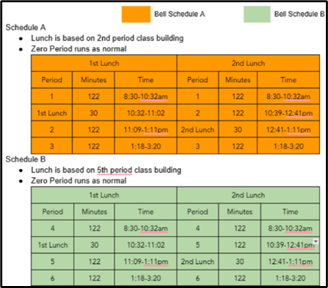 Bell Schedule A Bell Schedule B
Schedule A
• Lunch is based on 2nd period class building
• Zero Period runs as normal
1st Lunch 2nd Lunch
Period Minutes Time Period Minutes Time
1 122 8:30-10:32am 1 122 8:30-10:32am
1st Lunch 30 10:32-11:02 2 122 10:39-12:41pm
2 122 11:09-1:11pm 2nd Lunch 30 12:41-1:11pm
3 122 1:18-3:20 3 122 1:18-3:20
Schedule B
• Lunch is based on 5th period class building
• Zero Period runs as normal
1st Lunch 2nd Lunch
Period Minutes Time Period Minutes Time
4 122 8:30-10:32am 4 122 8:30-10:32am
1st Lunch 30 10:32-11:02 5 122 10:39-12:41pm
5 122 11:09-1:11pm 2nd Lunch 30 12:41-1:11pm
6 122 1:18-3:20 6 122 1:18-3:20